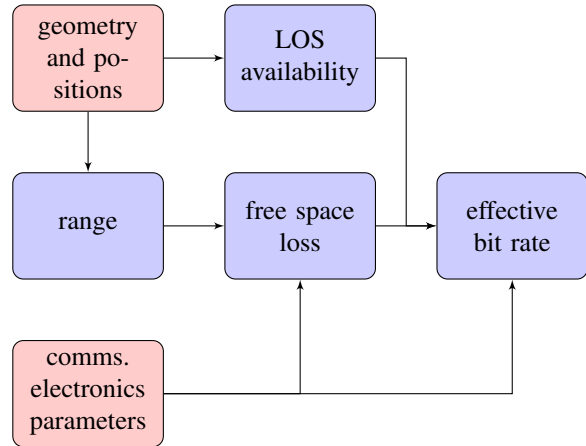 geometry
and po-
sitions
LOS
availability
range
free space
loss
effective
bit rate
comms.
electronics
parameters